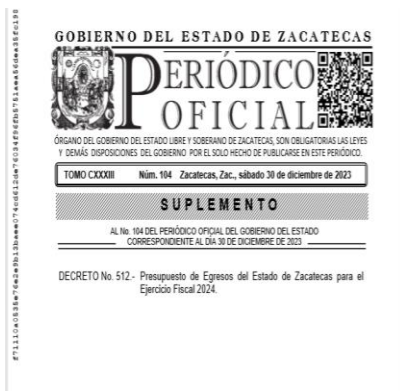 GOBIERNO DEL ESTADO DE ZACATECAS
PERIÓDICO
OFICIAL
ÓRGANO DEL GOBIERNO DEL ESTADO LIBRE Y SOBERANO DE ZACATECAS, SON OBLIGATORIAS LAS LEYES
Y DEMÁS DISPOSICIONES DEL GOBIERNO POR EL SOLO HECHO DE PUBLICARSE EN ESTE PERIÓDICO.
TOMO CXXXIII Núm. 104 Zacatecas, Zac., sábado 30 de diciembre de 2023
SUPLEMENTO
AL No. 104 DEL PERIÓDICO OFICIAL DEL GOBIERNO DEL ESTADO
CORRESPONDIENTE AL DÍA 30 DE DICIEMBRE DE 2023
DECRETO No. 512.- Presupuesto de Egresos del Estado de Zacatecas para el
Ejercicio Fiscal 2024.